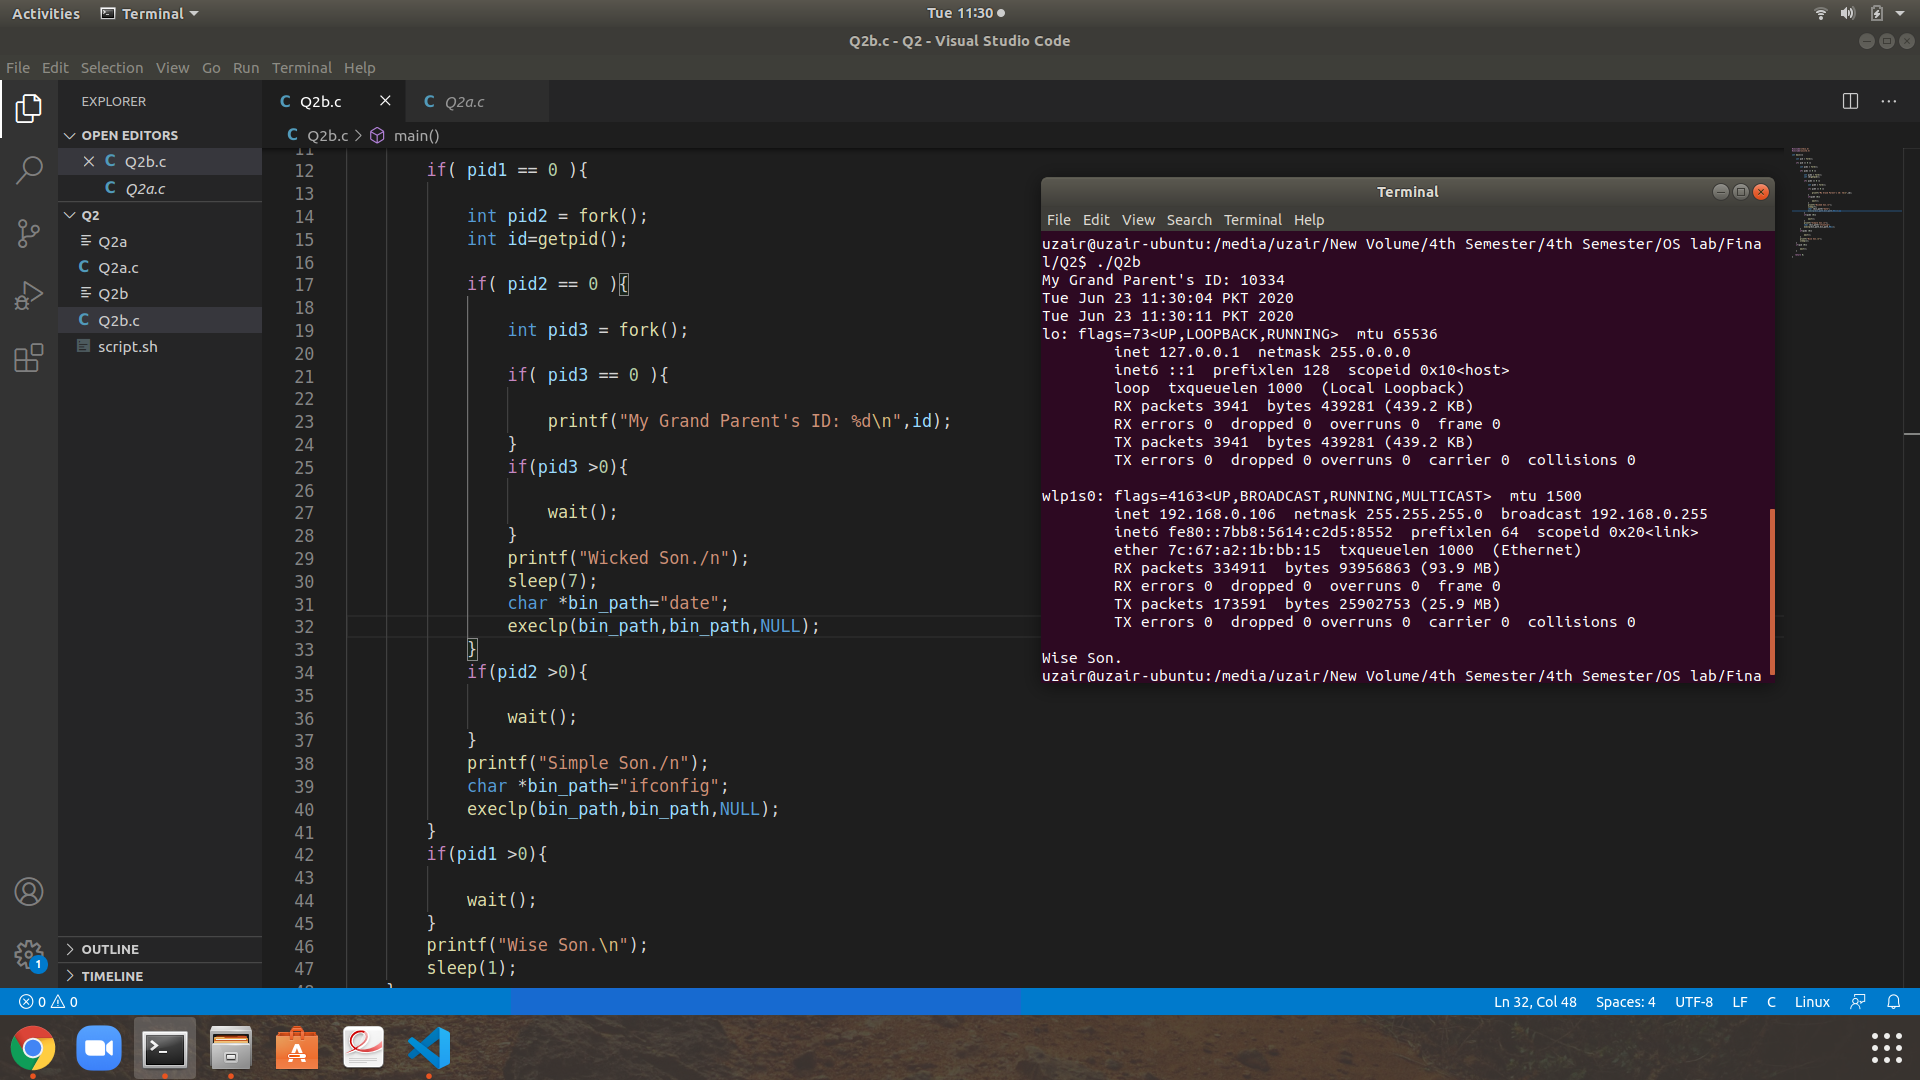 Activities Terminal Tue 11:30
Q2b.c - Q2 - Visual Studio Code
File Edit Selection View Go Run Terminal Help
EXPLORER
OPEN EDITORS
Q2b.c
Q2a.c
Q2
Q2a
Q2a.c
Q2b
Q2b.c
script.sh
OUTLINE
TIMELINE
1
Q2b.c Q2a.c
Q2b.c > main()
11
12 if( pid1 == 0 ){
13
14 int pid2 = fork();
15 int id=getpid();
16
17 if( pid2 == 0 ){
18
19 int pid3 = fork();
20
21 if( pid3 == 0 ){
22
23 printf("My Grand Parent's ID: %d\n",id);
24 }
25 if(pid3 >0){
26
27 wait();
28 }
29 printf("Wicked Son./n");
30 sleep(7);
31 char *bin_path="date";
32 execlp(bin_path,bin_path,NULL);
33 }
34 if(pid2 >0){
35
36 wait();
37 }
38 printf("Simple Son./n");
39 char *bin_path="ifconfig";
40 execlp(bin_path,bin_path,NULL);
41 }
42 if(pid1 >0){
43
44 wait();
45 }
46 printf("Wise Son.\n");
47 sleep(1);
Terminal
File Edit View Search Terminal Help
uzair@uzair-ubuntu:/media/uzair/New Volume/4th Semester/4th Semester/OS lab/Fina
l/Q2$ ./Q2b
My Grand Parent's ID: 10334
Tue Jun 23 11:30:04 PKT 2020
Tue Jun 23 11:30:11 PKT 2020
lo: flags=73<UP,LOOPBACK,RUNNING> mtu 65536
inet 127.0.0.1 netmask 255.0.0.0
inet6 ::1 prefixlen 128 scopeid 0x10<host>
loop txqueuelen 1000 (Local Loopback)
RX packets 3941 bytes 439281 (439.2 KB)
RX errors 0 dropped 0 overruns 0 frame 0
TX packets 3941 bytes 439281 (439.2 KB)
TX errors 0 dropped 0 overruns 0 carrier 0 collisions 0
wlp1s0: flags=4163<UP,BROADCAST,RUNNING,MULTICAST> mtu 1500
inet 192.168.0.106 netmask 255.255.255.0 broadcast 192.168.0.255
inet6 fe80::7bb8:5614:c2d5:8552 prefixlen 64 scopeid 0x20<link>
ether 7c:67:a2:1b:bb:15 txqueuelen 1000 (Ethernet)
RX packets 334911 bytes 93956863 (93.9 MB)
RX errors 0 dropped 0 overruns 0 frame 0
TX packets 173591 bytes 25902753 (25.9 MB)
TX errors 0 dropped 0 overruns 0 carrier 0 collisions 0
Wise Son.
uzair@uzair-ubuntu:/media/uzair/New Volume/4th Semester/4th Semester/OS lab/Fina
0 0 Ln 32, Col 48 Spaces: 4 UTF-8 LF C Linux